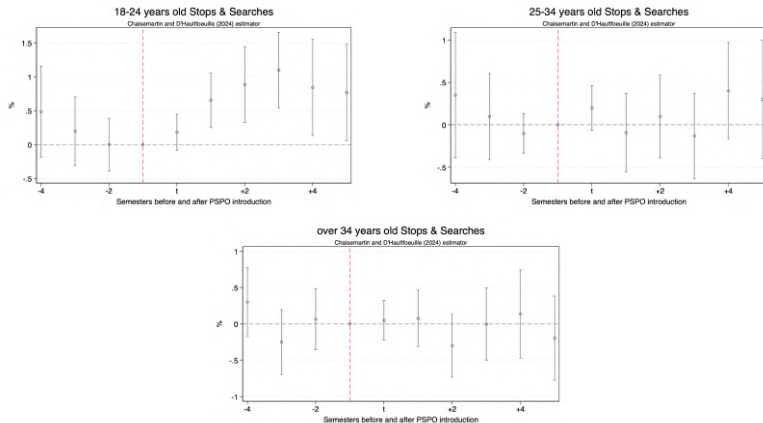 18-24 years old Stops & Searches
Chaisemartin and D'Hautfoeuille (2024) estimator
1.5
1
.5
0
-.5
%
-4
-2
t
+2
+4
Semesters before and after PSPO introduction
25-34 years old Stops & Searches
Chaisemartin and D'Hautfoeuille (2024) estimator
1
.5
0
-.5
%
-4
-2
t
+2
+4
Semesters before and after PSPO introduction
over 34 years old Stops & Searches
Chaisemartin and D'Hautfoeuille (2024) estimator
1
.5
0
-.5
-1
%
-4
-2
t
+2
+4
Semesters before and after PSPO introduction